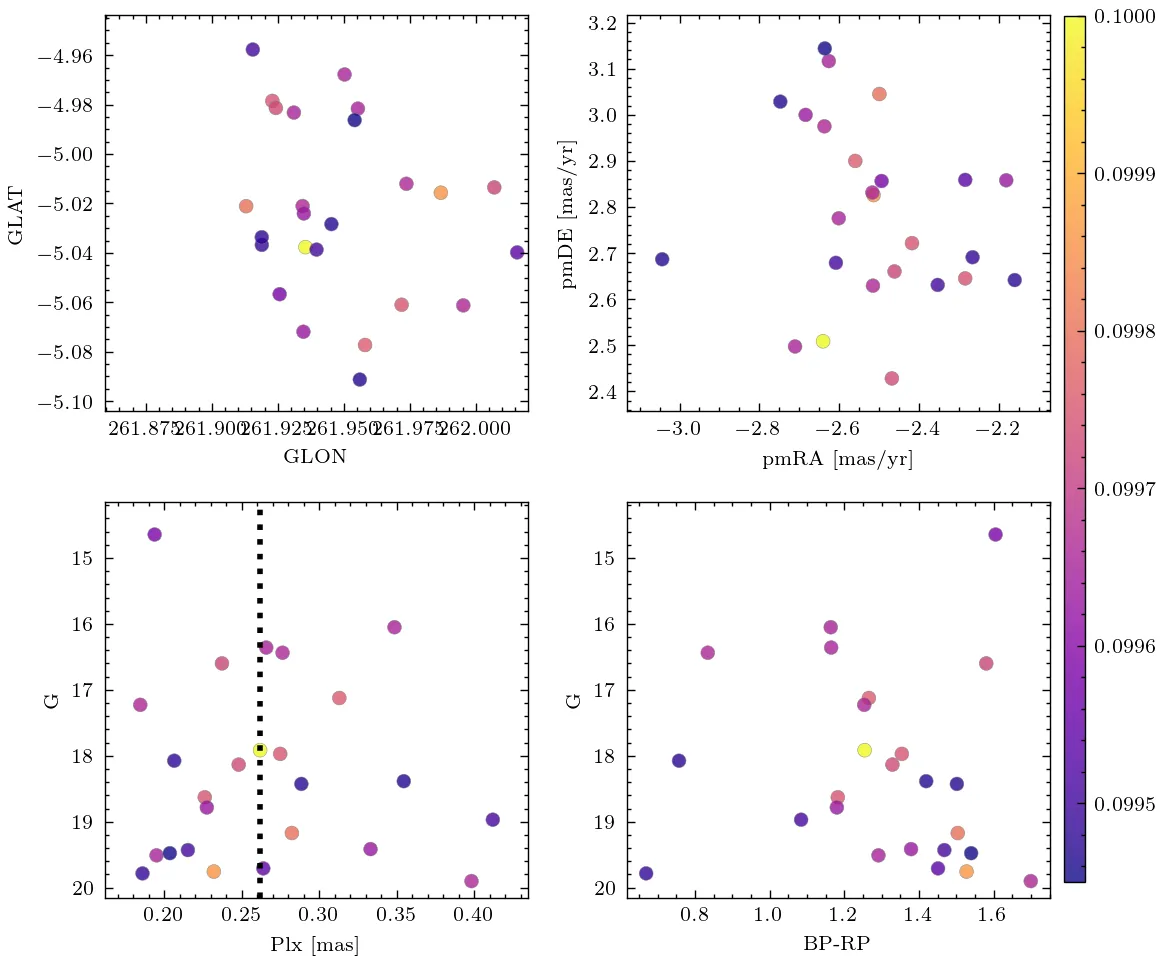 −4.96
−4.98
−5.00
−5.02
−5.04
−5.06
−5.08
−5.10
GLAT
261.875 261.900 261.925 261.950 261.975 262.000
GLON
3.2
3.1
3.0
2.9
2.8
2.7
2.6
2.5
2.4
pmDE [mas/yr]
−3.0 −2.8 −2.6 −2.4 −2.2
pmRA [mas/yr]
15
16
17
18
19
20
G
0.20 0.25 0.30 0.35 0.40
Plx [mas]
15
16
17
18
19
20
G
0.8 1.0 1.2 1.4 1.6
BP-RP
0.1000
0.0999
0.0998
0.0997
0.0996
0.0995